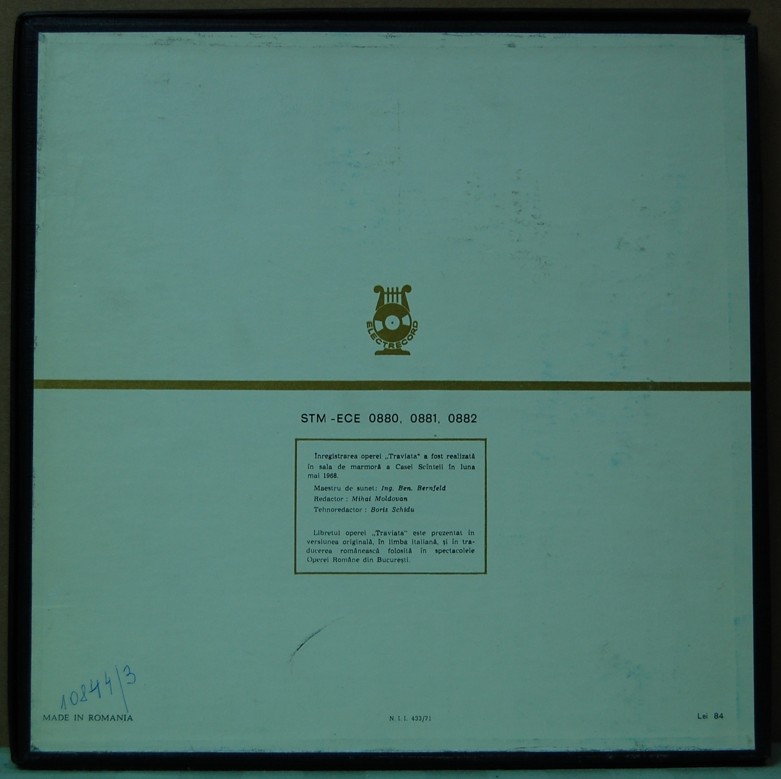 ELECTRECORD
STM-ECE 0880, 0881, 0882
Înregistrarea operei „Traviata" a fost realizată
în sala de marmoră a Casei Scînteii în luna
mai 1968.
Maestru de sunet: Ing. Ben. Bernfeld
Redactor : Mihai Moldovan
Tehnoredactor : Boris Schidu
Libretul operei „Traviata" este prezentat în
versiunea originală, în limba italiană, și în tra-
ducerea românească folosită în spectacolele
Operei Române din București.
10844/3
MADE IN ROMANIA
N. I. I. 433/71
Lei 84